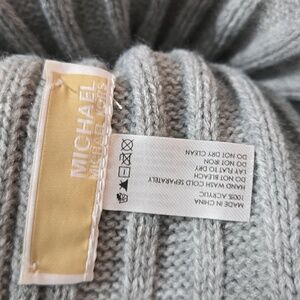 MICHAEL
MICHAEL KORS
MADE IN CHINA
100% ACRYLIC
HAND WASH COLD SEPARATELY
DO NOT BLEACH
LAY FLAT TO DRY
DO NOT IRON
DO NOT DRY CLEAN